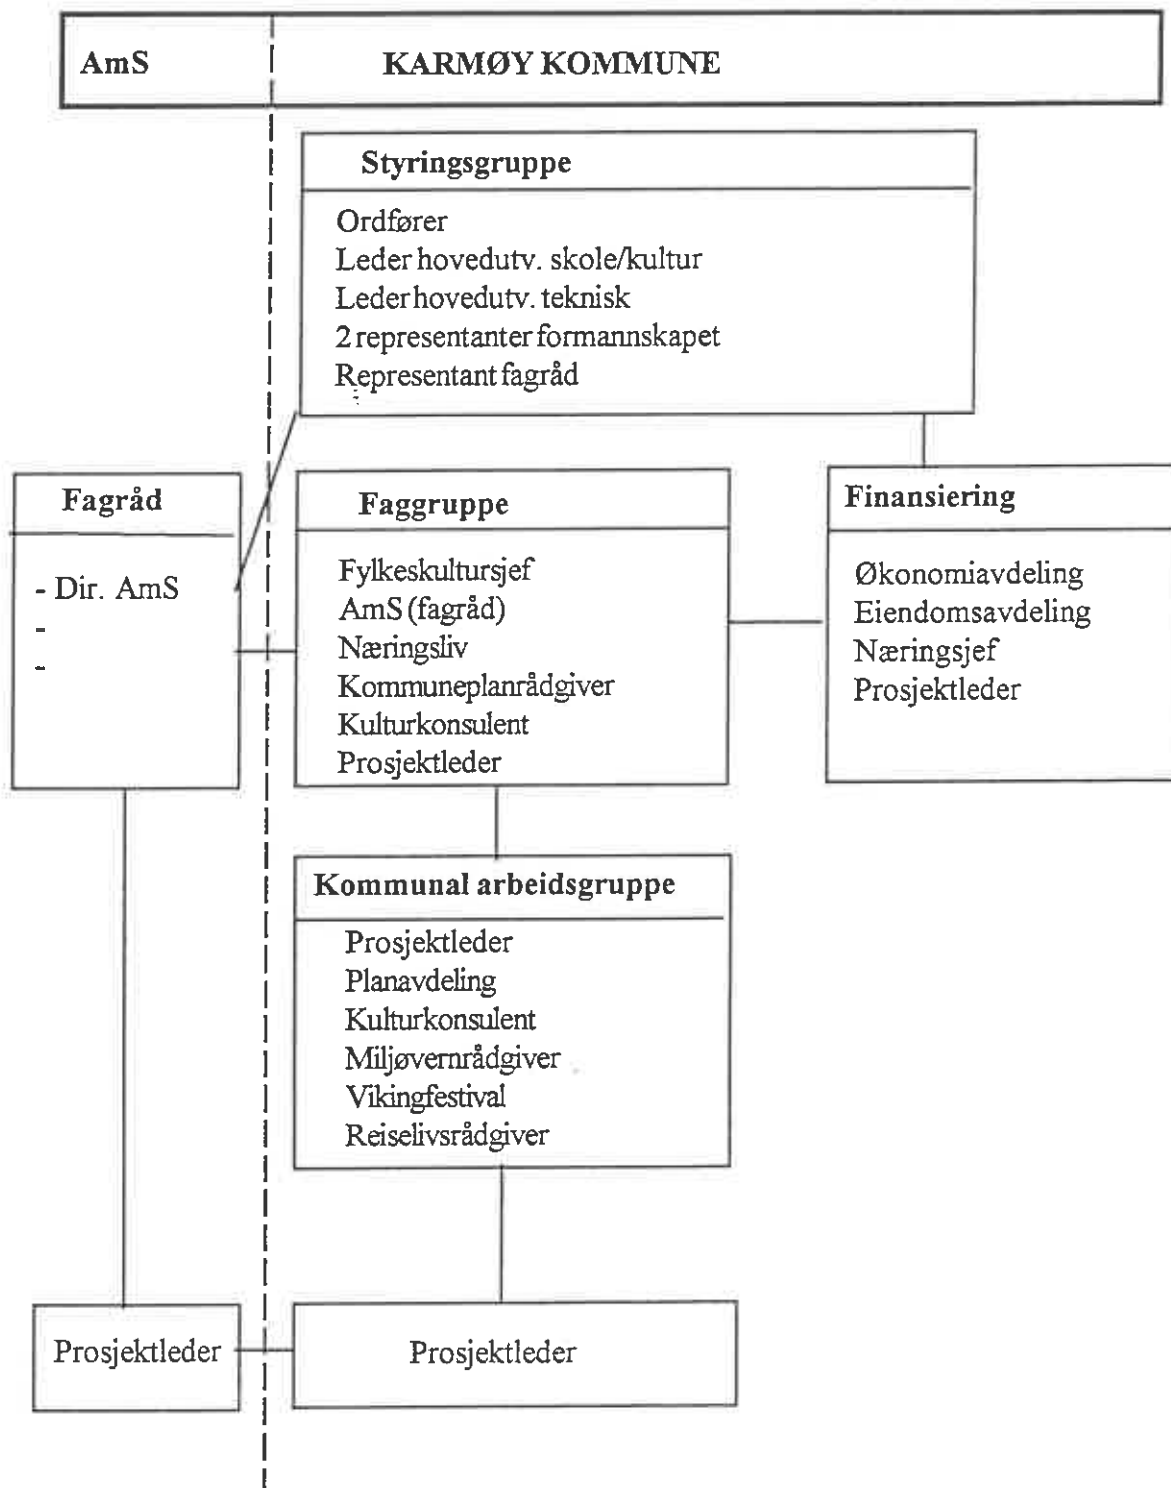 AmS
KARMØY KOMMUNE
Styringsgruppe
Ordfører
Leder hovedutv. skole/kultur
Leder hovedutv. teknisk
2 representanter formannskapet
Representant fagråd
Fagråd
- Dir. AmS
-
-
Faggruppe
Fylkeskultursjef
AmS (fagråd)
Næringsliv
Kommuneplanrådgiver
Kulturkonsulent
Prosjektleder
Finansiering
Økonomiavdeling
Eiendomsavdeling
Næringsjef
Prosjektleder
Kommunal arbeidsgruppe
Prosjektleder
Planavdeling
Kulturkonsulent
Miljøvernrådgiver
Vikingfestival
Reiselivsrådgiver
Prosjektleder
Prosjektleder